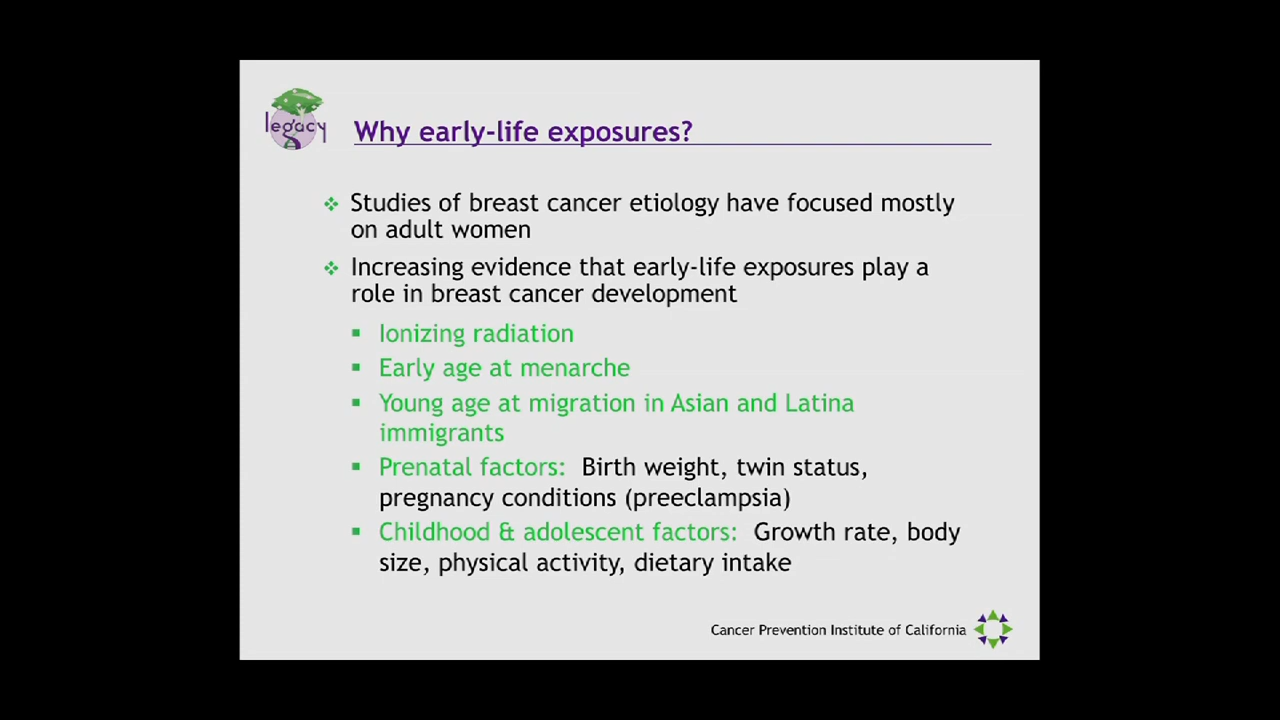 legacy
Why early-life exposures?
Studies of breast cancer etiology have focused mostly
on adult women
Increasing evidence that early-life exposures play a
role in breast cancer development
Ionizing radiation
Early age at menarche
Young age at migration in Asian and Latina
immigrants
Prenatal factors: Birth weight, twin status,
pregnancy conditions (preeclampsia)
Childhood & adolescent factors: Growth rate, body
size, physical activity, dietary intake
Cancer Prevention Institute of California